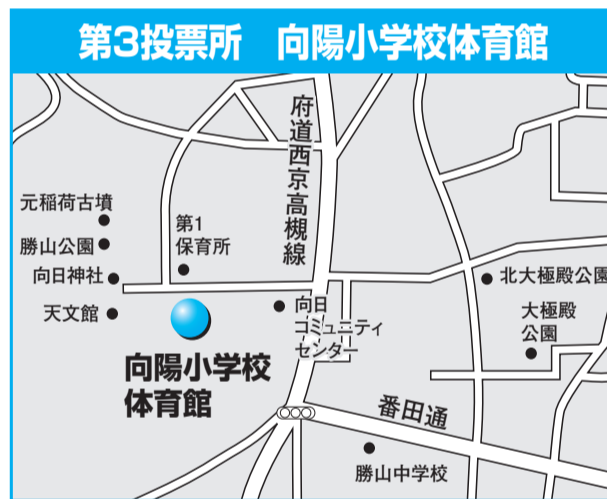 第3投票所　向陽小学校体育館
府道西京高槻線
元稲荷古墳
勝山公園
向日神社
天文館
第1
保育所
向日
コミュニティ
センター
北大極殿公園
大極殿
公園
向陽小学校
体育館
番田通
勝山中学校